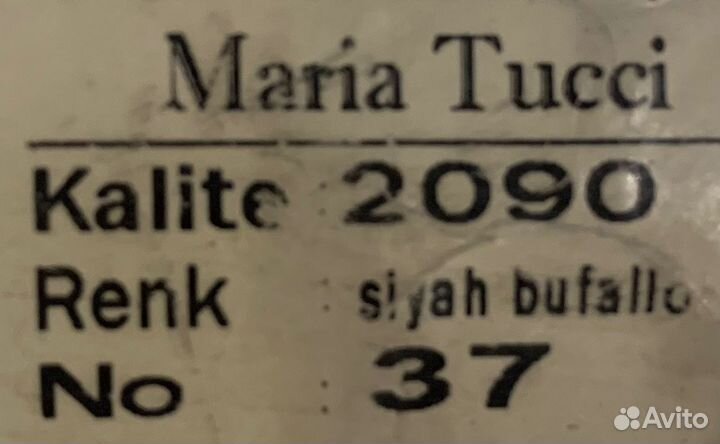 Maria Tucci
Kalite : 2090
Renk : siyah bufallo
No : 37
Avito